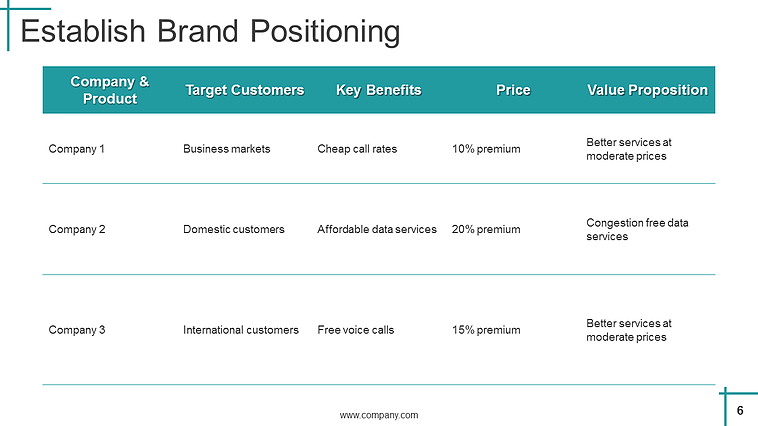 Establish Brand Positioning
Company &
Product
Target Customers
Key Benefits
Price
Value Proposition
Company 1
Business markets
Cheap call rates
10% premium
Better services at
moderate prices
Company 2
Domestic customers
Affordable data services
20% premium
Congestion free data
services
Company 3
International customers
Free voice calls
15% premium
Better services at
moderate prices
www.company.com
6